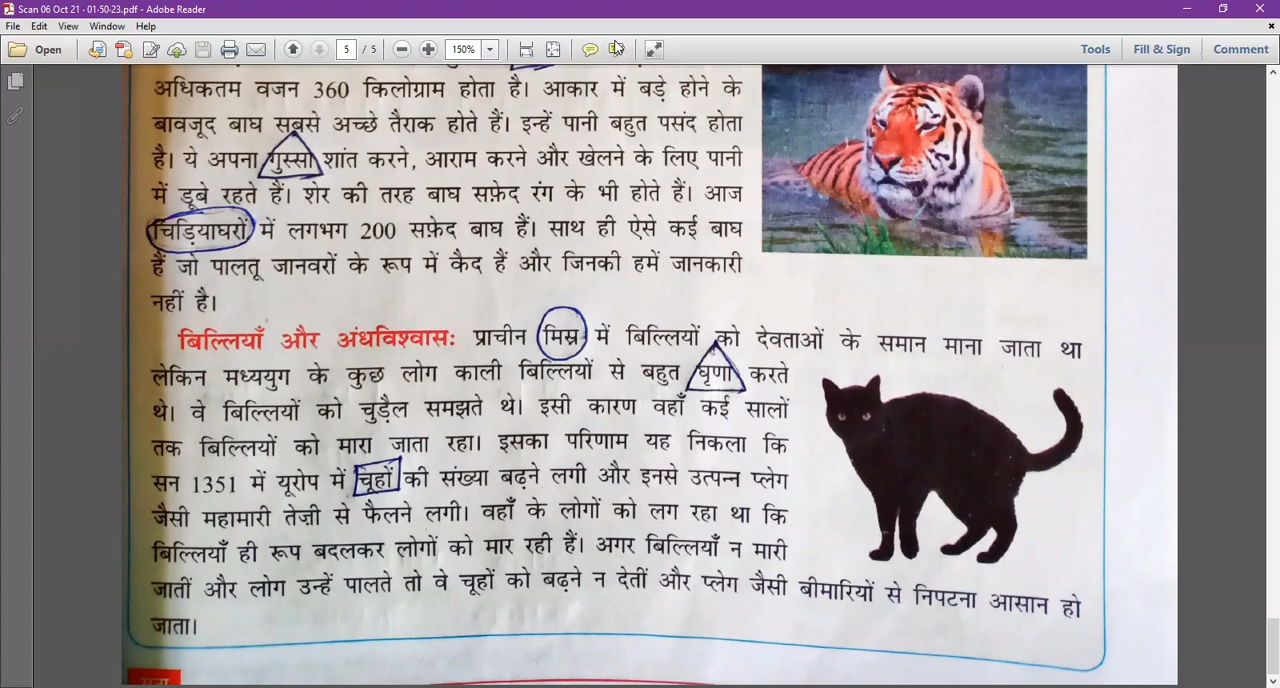 Scan 06 Oct 21 · 01-50-23.pdf - Adobe Reader
File Edit View Window Help
Open 5 / 5 150% Tools Fill & Sign Comment
अधिकतम वजन 360 किलोग्राम होता है। आकार में बड़े होने के
बावजूद बाघ सबसे अच्छे तैराक होते हैं। इन्हें पानी बहुत पसंद होता
है। ये अपना गुस्सा शांत करने, आराम करने और खेलने के लिए पानी
में डूबे रहते हैं। शेर की तरह बाघ सफ़ेद रंग के भी होते हैं। आज
चिड़ियाघरों में लगभग 200 सफ़ेद बाघ हैं। साथ ही ऐसे कई बाघ
हैं जो पालतू जानवरों के रूप में कैद हैं और जिनकी हमें जानकारी
नहीं है।
बिल्लियाँ और अंधविश्वासः प्राचीन मिस्र में बिल्लियों को देवताओं के समान माना जाता था
लेकिन मध्ययुग के कुछ लोग काली बिल्लियों से बहुत घृणा करते
थे। वे बिल्लियों को चुड़ैल समझते थे। इसी कारण वहाँ कई सालों
तक बिल्लियों को मारा जाता रहा। इसका परिणाम यह निकला कि
सन 1351 में यूरोप में चूहों की संख्या बढ़ने लगी और इनसे उत्पन्न प्लेग
जैसी महामारी तेज़ी से फैलने लगी। वहाँ के लोगों को लग रहा था कि
बिल्लियाँ ही रूप बदलकर लोगों को मार रही हैं। अगर बिल्लियाँ न मारी
जातीं और लोग उन्हें पालते तो वे चूहों को बढ़ने न देतीं और प्लेग जैसी बीमारियों से निपटना आसान हो
जाता।